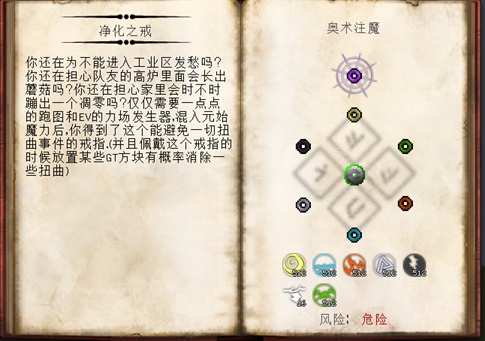 净化之戒
你还在为不能进入工业区发愁吗?
你还在担心队友的高炉里面会长出
蘑菇吗?你还在担心家里会时不时
蹦出一个凋零吗?仅仅需要一点点
的跑图和EV的力场发生器,混入元始
魔力后,你得到了这个能避免一切扭
曲事件的戒指.(并且佩戴这个戒指的
时候放置某些GT方块有概率消除一
些扭曲)
奥术注魔
512 512 512 512 512
64 512
风险: 危险